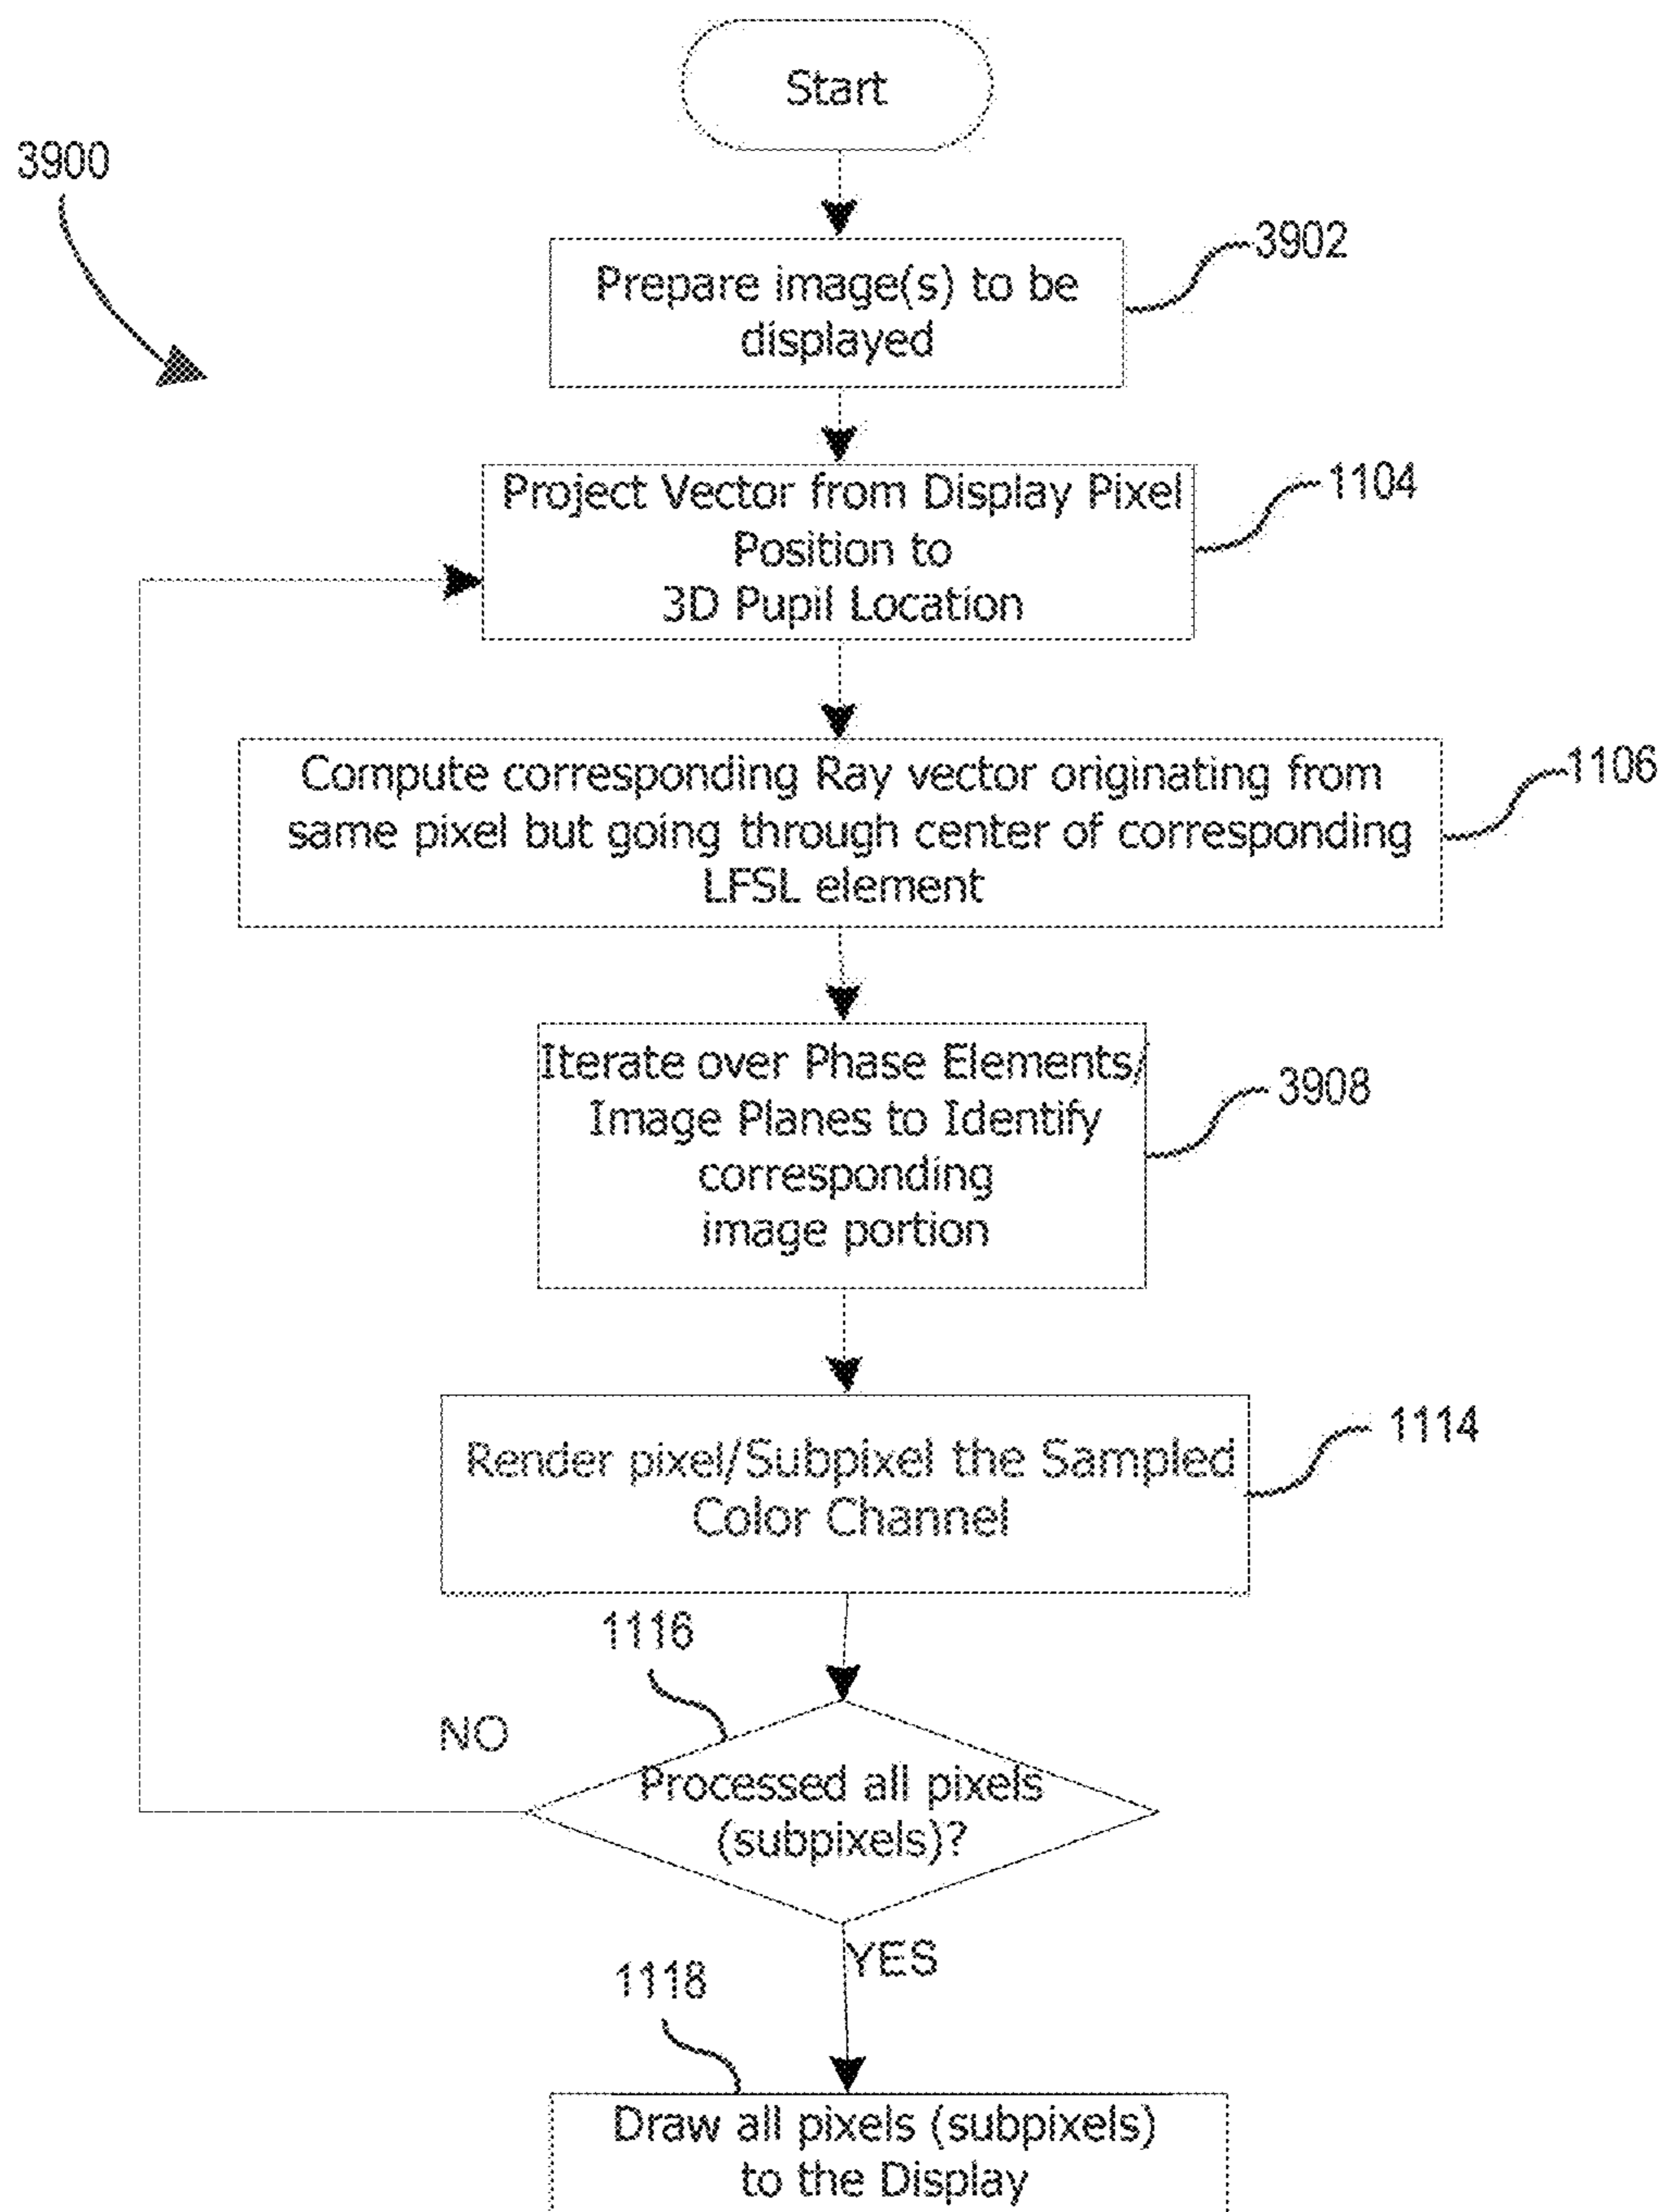 Start
3900
3902
Prepare image(s) to be
displayed
1104
Project Vector from Display Pixel
Position to
3D Pupil Location
1106
Compute corresponding Ray vector originating from
same pixel but going through center of corresponding
LFSL element
3908
Iterate over Phase Elements/
Image Planes to Identify
corresponding
image portion
1114
Render pixel/Subpixel the Sampled
Color Channel
1116
NO
Processed all pixels
(subpixels)?
YES
1118
Draw all pixels (subpixels)
to the Display